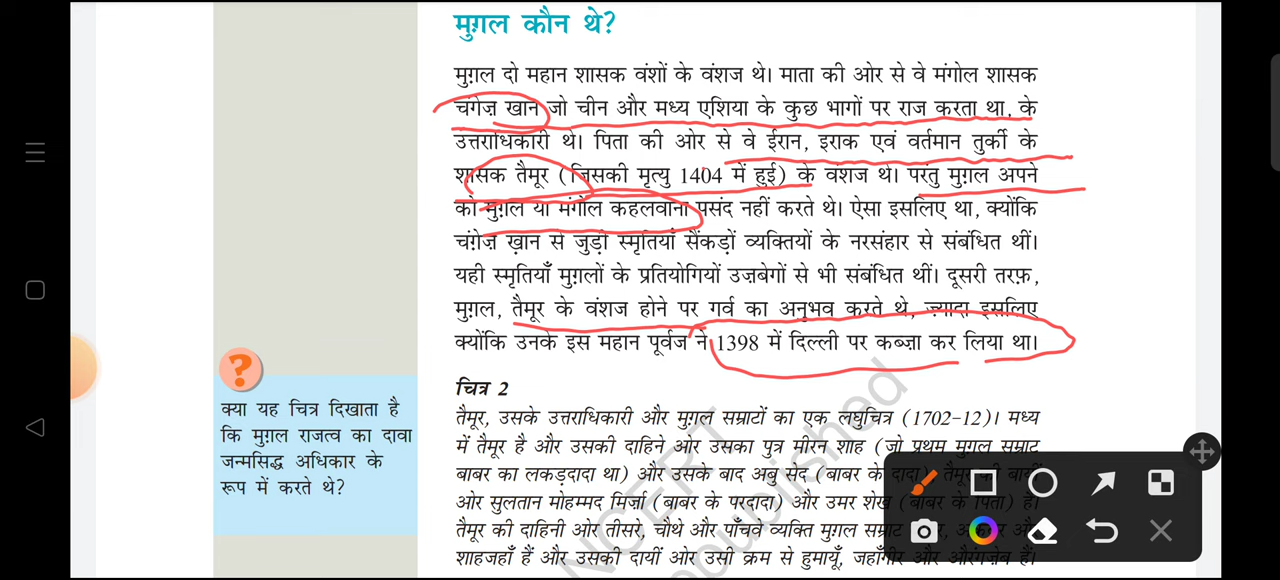 मुग़ल कौन थे?
मुग़ल दो महान शासक वंशों के वंशज थे। माता की ओर से वे मंगोल शासक
चंगेज़ खान जो चीन और मध्य एशिया के कुछ भागों पर राज करता था, के
उत्तराधिकारी थे। पिता की ओर से वे ईरान, इराक एवं वर्तमान तुर्की के
शासक तैमूर (जिसकी मृत्यु 1404 में हुई) के वंशज थे। परंतु मुग़ल अपने
को मुग़ल या मंगोल कहलवाना पसंद नहीं करते थे। ऐसा इसलिए था, क्योंकि
चंग़ेज ख़ान से जुड़ी स्मृतियाँ सैंकड़ों व्यक्तियों के नरसंहार से संबंधित थीं।
यही स्मृतियाँ मुग़लों के प्रतियोगियों उज़बेगों से भी संबंधित थीं। दूसरी तरफ़,
मुग़ल, तैमूर के वंशज होने पर गर्व का अनुभव करते थे, ज़्यादा इसलिए
क्योंकि उनके इस महान पूर्वज ने 1398 में दिल्ली पर कब्ज़ा कर लिया था।
?
क्या यह चित्र दिखाता है
कि मुग़ल राजत्व का दावा
जन्मसिद्ध अधिकार के
रूप में करते थे?
चित्र 2
तैमूर, उसके उत्तराधिकारी और मुग़ल सम्राटों का एक लघुचित्र (1702-12)। मध्य
में तैमूर है और उसकी दाहिने ओर उसका पुत्र मीरन शाह (जो प्रथम मुग़ल सम्राट
बाबर का लकड़दादा था) और उसके बाद अबु सेद (बाबर के दादा) तैमूर की बायीं
ओर सुलतान मोहम्मद मिर्जा (बाबर के परदादा) और उमर शेख (बाबर के पिता) हैं।
तैमूर की दाहिनी ओर तीसरे, चौथे और पाँचवे व्यक्ति मुग़ल सम्राट
शाहजहाँ हैं और उसकी दायीं ओर उसी क्रम से हुमायूँ, जहाँगीर और औरंगज़ेब हैं।
NCERT